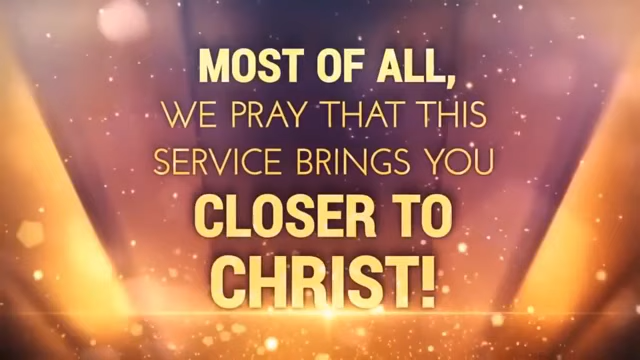 MOST OF ALL,
WE PRAY THAT THIS
SERVICE BRINGS YOU
CLOSER TO
CHRIST!